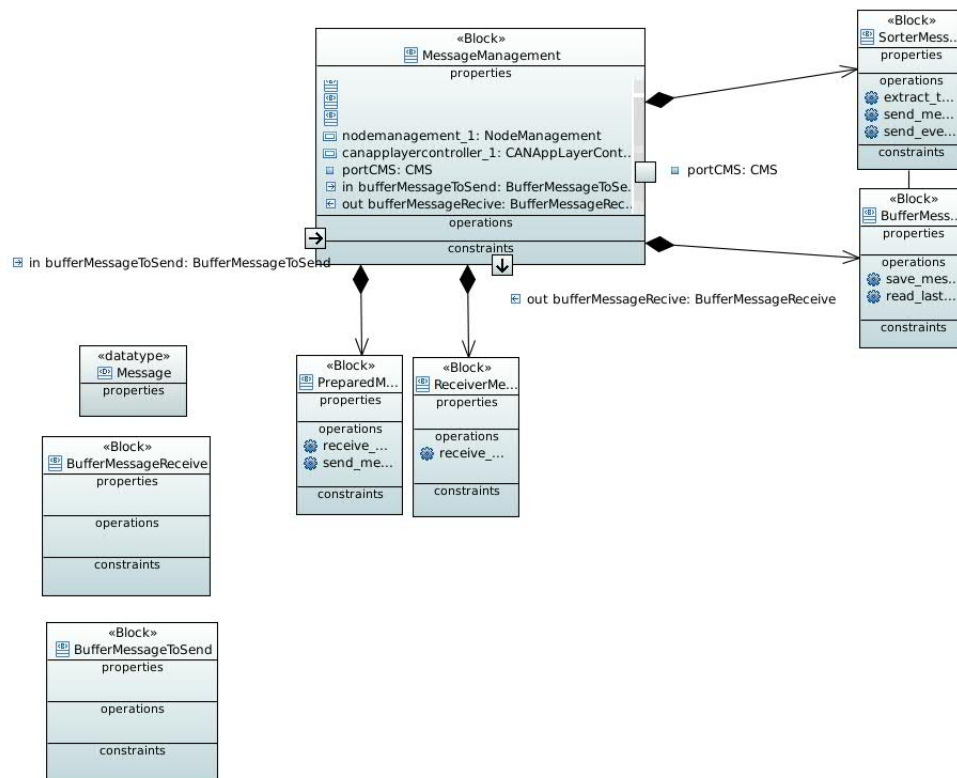 «Block»
MessageManagement
properties
nodemanagement_1: NodeManagement
canapplayercontroller_1: CANAppLayerCont..
portCMS: CMS
in bufferMessageToSend: BufferMessageToSe..
out bufferMessageRecive: BufferMessageRec..
operations
constraints
portCMS: CMS
in bufferMessageToSend: BufferMessageToSend
out bufferMessageRecive: BufferMessageReceive
«Block»
SorterMess..
properties
operations
extract_t...
send_me...
send_eve...
constraints
«Block»
BufferMess..
properties
operations
save_mes...
read_last...
constraints
«Block»
PreparedM...
properties
operations
receive_...
send_me...
constraints
«Block»
ReceiverMe...
properties
operations
receive_...
constraints
«datatype»
Message
properties
«Block»
BufferMessageReceive
properties
operations
constraints
«Block»
BufferMessageToSend
properties
operations
constraints